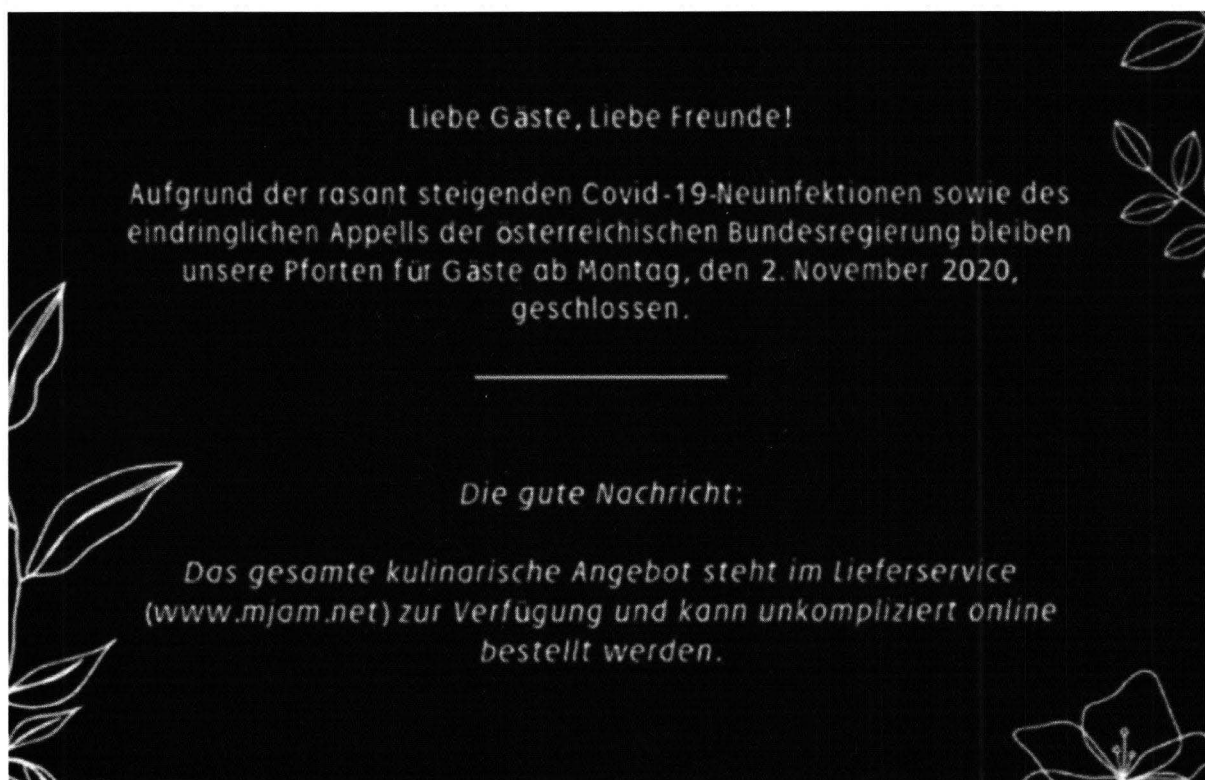 Liebe Gäste, Liebe Freunde!
Aufgrund der rasant steigenden Covid-19-Neuinfektionen sowie des
eindringlichen Appells der österreichischen Bundesregierung bleiben
unsere Pforten für Gäste ab Montag, den 2. November 2020,
geschlossen.
Die gute Nachricht:
Das gesamte kulinarische Angebot steht im Lieferservice
(www.mjam.net) zur Verfügung und kann unkompliziert online
bestellt werden.